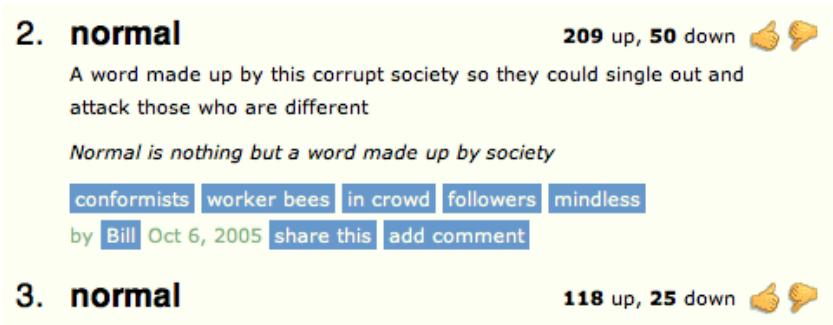 2. normal 209 up, 50 down
A word made up by this corrupt society so they could single out and
attack those who are different
Normal is nothing but a word made up by society
conformists worker bees in crowd followers mindless
by Bill Oct 6, 2005 share this add comment
3. normal 118 up, 25 down